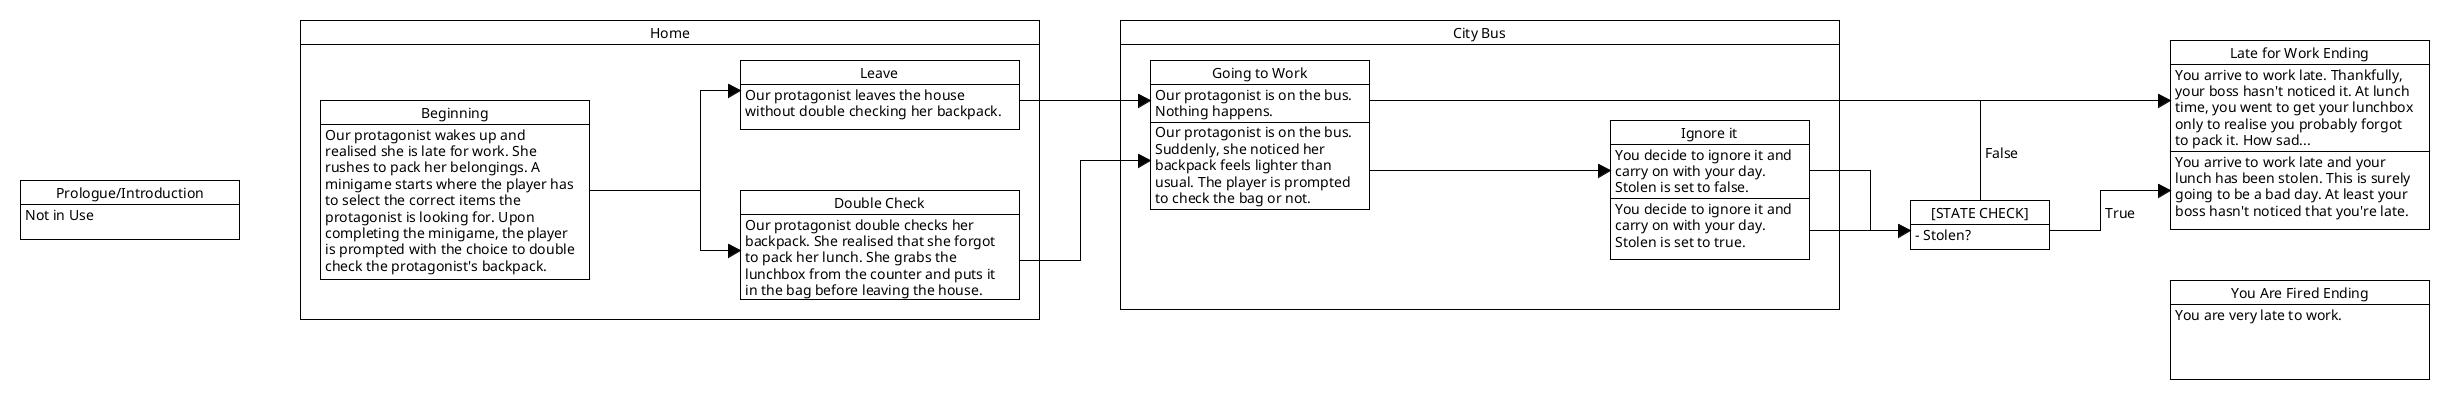 Prologue/Introduction
Not in Use
Home
Beginning
Our protagonist wakes up and
realised she is late for work. She
rushes to pack her belongings. A
minigame starts where the player has
to select the correct items the
protagonist is looking for. Upon
completing the minigame, the player
is prompted with the choice to double
check the protagonist's backpack.
Leave
Our protagonist leaves the house
without double checking her backpack.
Double Check
Our protagonist double checks her
backpack. She realised that she forgot
to pack her lunch. She grabs the
lunchbox from the counter and puts it
in the bag before leaving the house.
City Bus
Going to Work
Our protagonist is on the bus.
Nothing happens.
Our protagonist is on the bus.
Suddenly, she noticed her
backpack feels lighter than
usual. The player is prompted
to check the bag or not.
Ignore it
You decide to ignore it and
carry on with your day.
Stolen is set to false.
You decide to ignore it and
carry on with your day.
Stolen is set to true.
[STATE CHECK]
- Stolen?
False
True
Late for Work Ending
You arrive to work late. Thankfully,
your boss hasn't noticed it. At lunch
time, you went to get your lunchbox
only to realise you probably forgot
to pack it. How sad...
You arrive to work late and your
lunch has been stolen. This is surely
going to be a bad day. At least your
boss hasn't noticed that you're late.
You Are Fired Ending
You are very late to work.